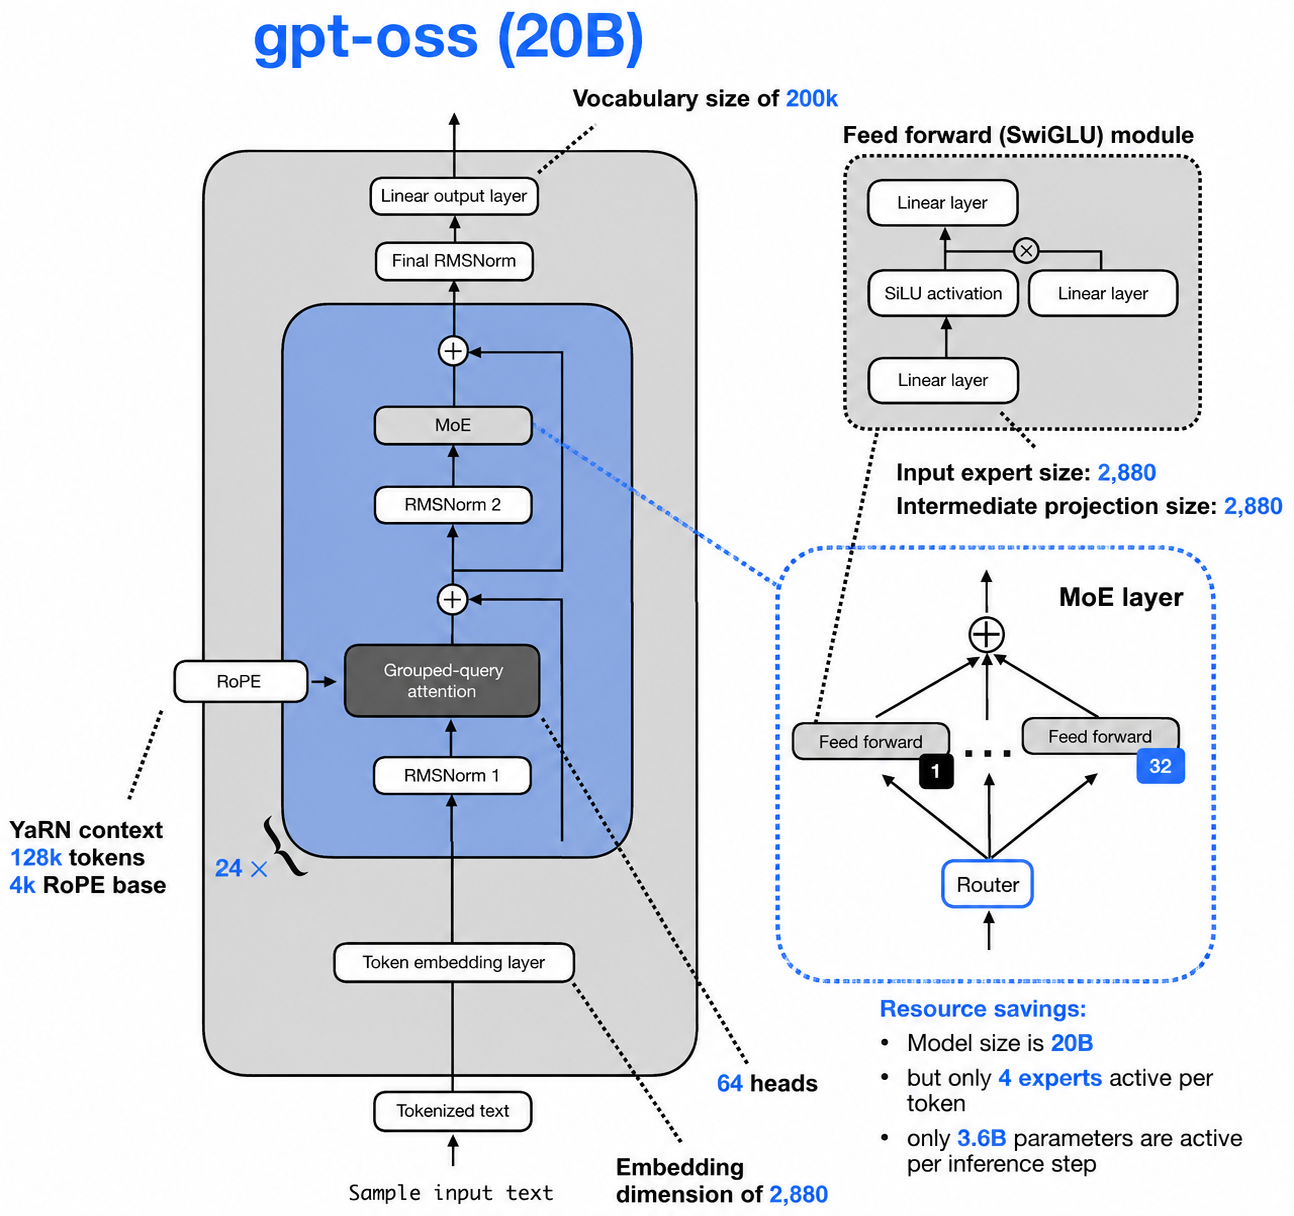 gpt-oss (20B)
Vocabulary size of 200k
Linear output layer
Final RMSNorm
MoE
RMSNorm 2
Grouped-query
attention
RoPE
RMSNorm 1
YaRN context
128k tokens
4k RoPE base
24 ×
Token embedding layer
Tokenized text
Sample input text
64 heads
Embedding
dimension of 2,880
Feed forward (SwiGLU) module
Linear layer
SiLU activation
Linear layer
Linear layer
Input expert size: 2,880
Intermediate projection size: 2,880
MoE layer
Feed forward
1
Feed forward
32
Router
Resource savings:
• Model size is 20B
• but only 4 experts active per
token
• only 3.6B parameters are active
per inference step